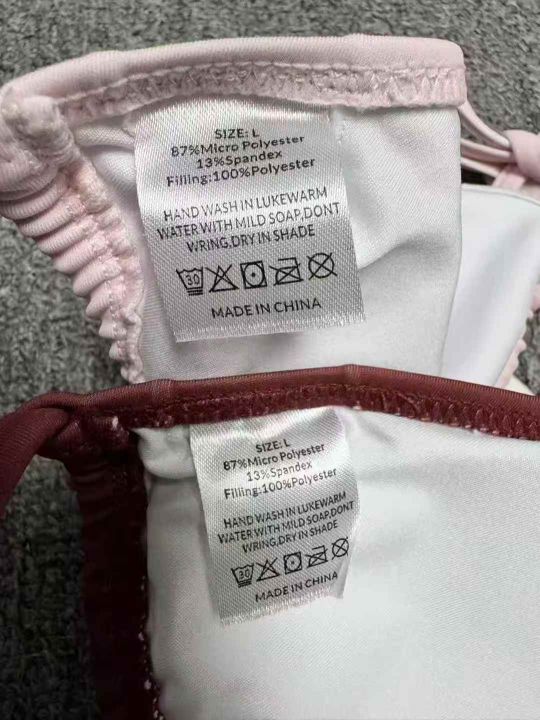 SIZE: L
87%Micro Polyester
13%Spandex
Filling:100%Polyester
HAND WASH IN LUKEWARM
WATER WITH MILD SOAP,DONT
WRING,DRY IN SHADE
30
MADE IN CHINA
SIZE: L
87%Micro Polyester
13%Spandex
Filling:100%Polyester
HAND WASH IN LUKEWARM
WATER WITH MILD SOAP,DONT
WRING,DRY IN SHADE
30
MADE IN CHINA